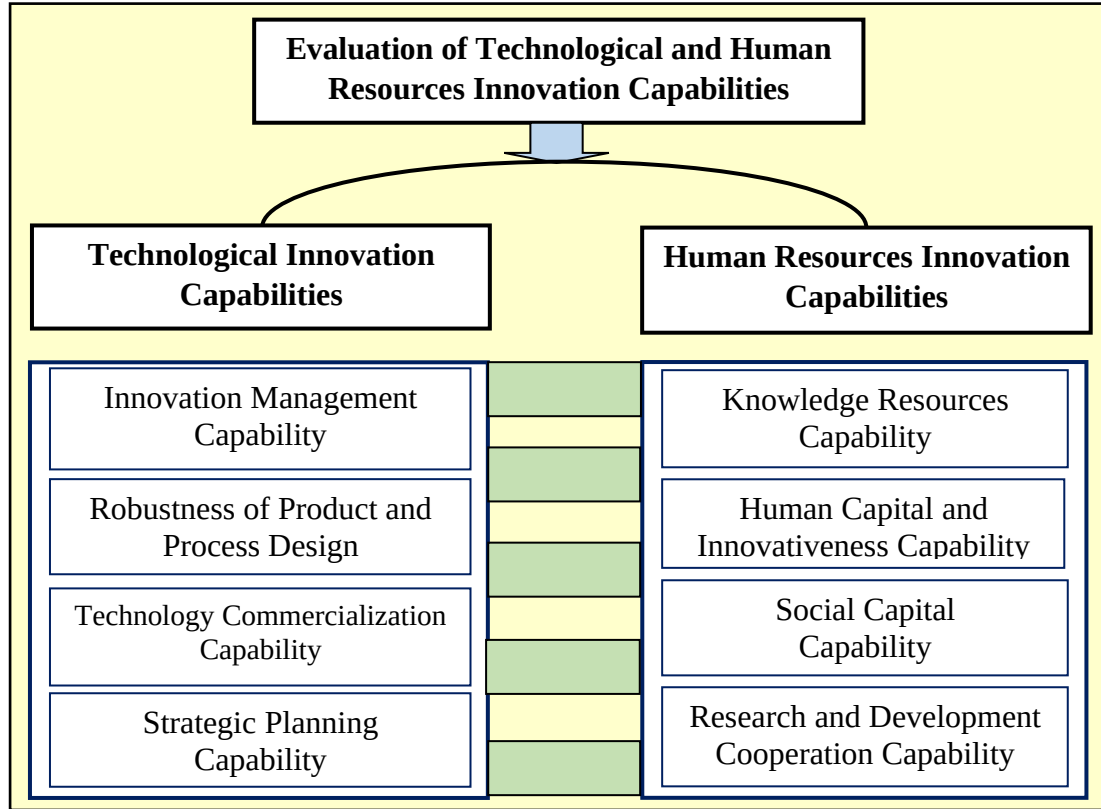 Evaluation of Technological and Human
Resources Innovation Capabilities
Technological Innovation
Capabilities
Human Resources Innovation
Capabilities
Innovation Management
Capability
Robustness of Product and
Process Design
Technology Commercialization
Capability
Strategic Planning
Capability
Knowledge Resources
Capability
Human Capital and
Innovativeness Capability
Social Capital
Capability
Research and Development
Cooperation Capability